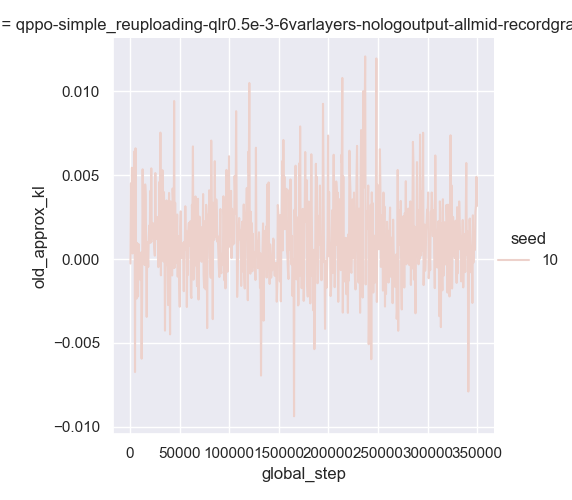 = qppo-simple_reuploading-qlr0.5e-3-6varlayers-nologoutput-allmid-recordgra
0.010
0.005
0.000
−0.005
−0.010
old_approx_kl
0 50000 100000 150000 200000 250000 300000 350000
global_step
seed
10